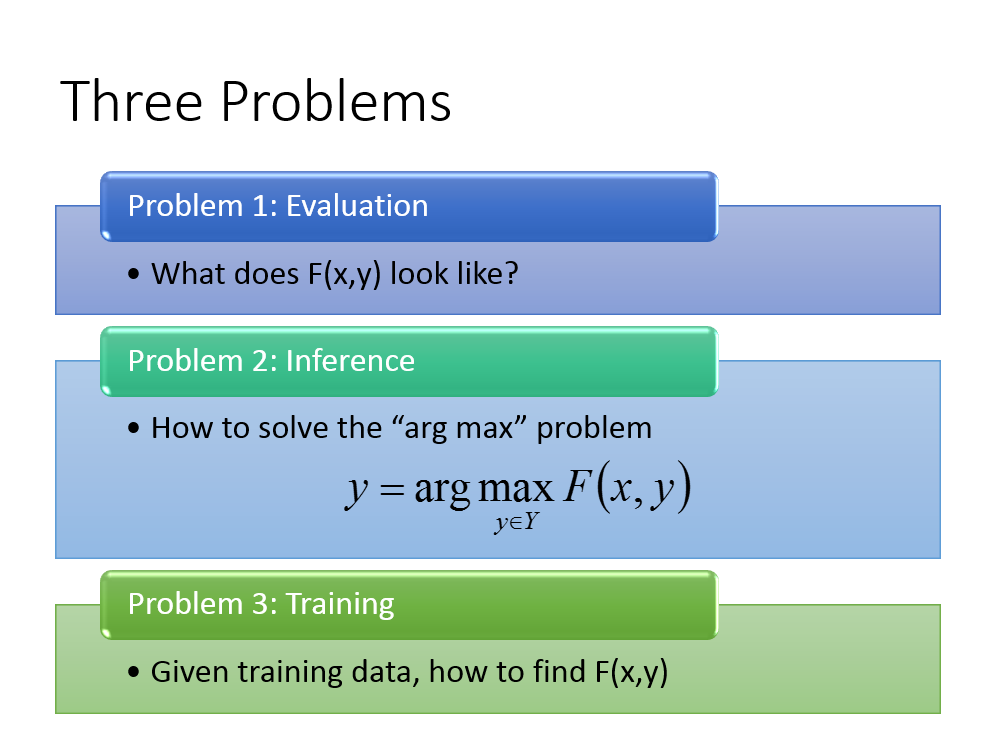 Three Problems
Problem 1: Evaluation
• What does F(x,y) look like?
Problem 2: Inference
• How to solve the “arg max” problem
y = arg max F(x, y)
y∈Y
Problem 3: Training
• Given training data, how to find F(x,y)